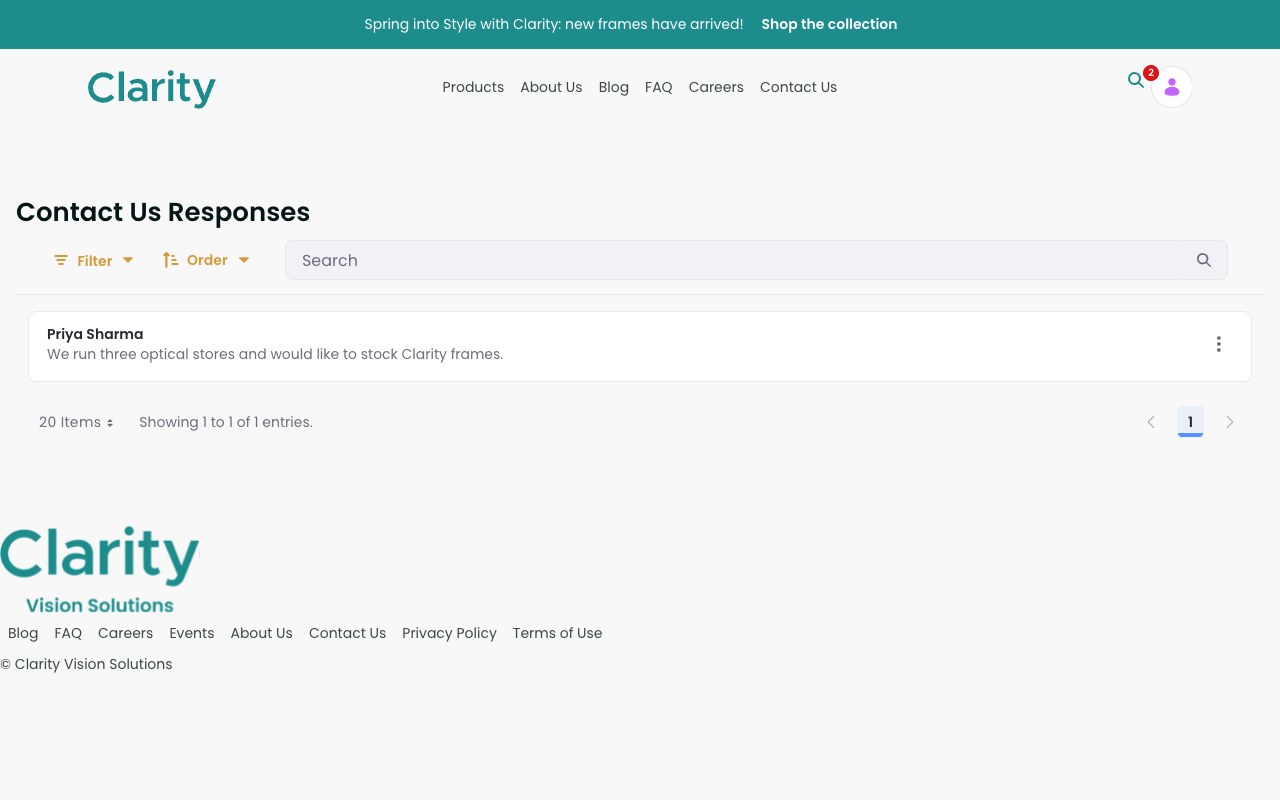 Spring into Style with Clarity: new frames have arrived! Shop the collection
Clarity
Products About Us Blog FAQ Careers Contact Us
2
Contact Us Responses
Filter Order Search
Priya Sharma
We run three optical stores and would like to stock Clarity frames.
20 Items Showing 1 to 1 of 1 entries. 1
Clarity
Vision Solutions
Blog FAQ Careers Events About Us Contact Us Privacy Policy Terms of Use
© Clarity Vision Solutions